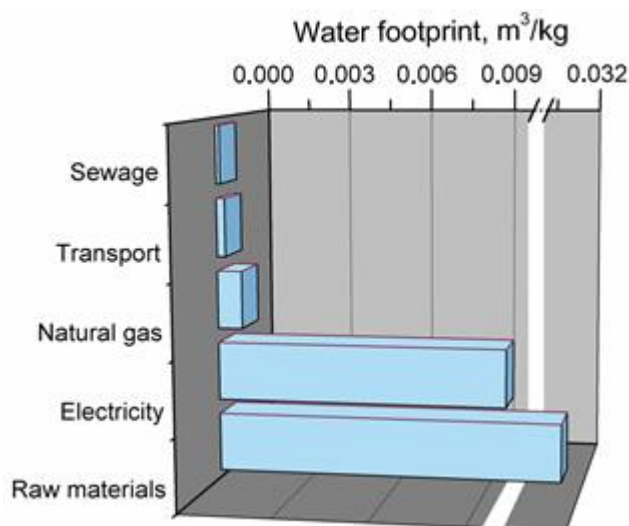 Water footprint, m³/kg
0.000 0.003 0.006 0.009 0.032
Sewage
Transport
Natural gas
Electricity
Raw materials